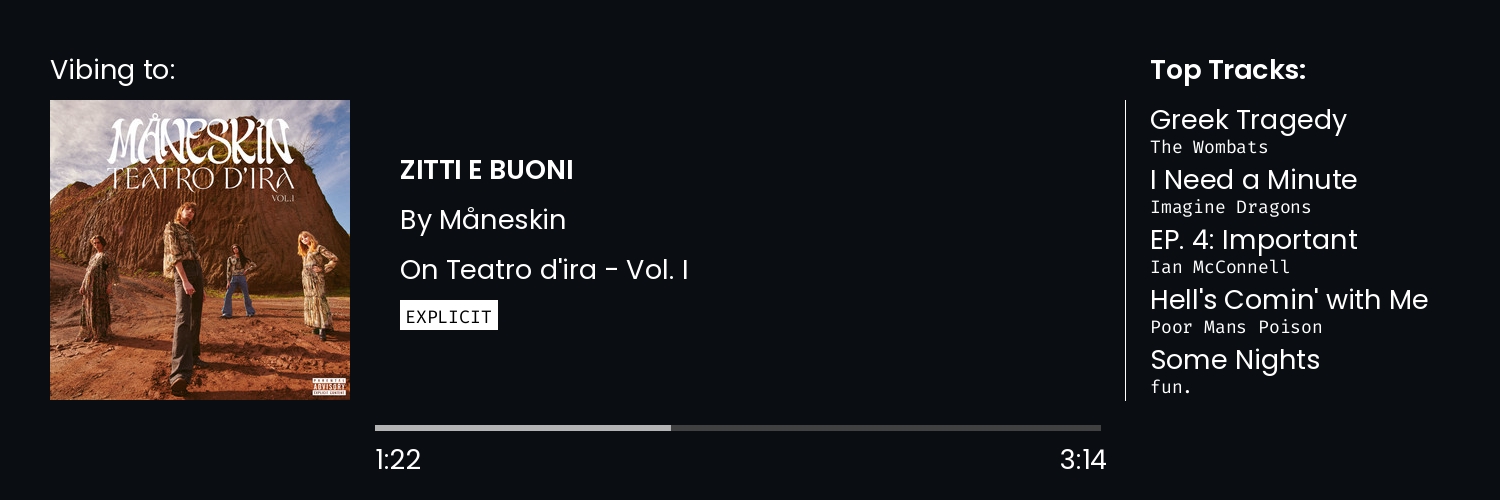 Vibing to:
MÅNESKIN
TEATRO D'IRA
VOL.I
PARENTAL
ADVISORY
EXPLICIT CONTENT
ZITTI E BUONI
By Måneskin
On Teatro d'ira - Vol. I
EXPLICIT
1:22
3:14
Top Tracks:
Greek Tragedy
The Wombats
I Need a Minute
Imagine Dragons
EP. 4: Important
Ian McConnell
Hell's Comin' with Me
Poor Mans Poison
Some Nights
fun.